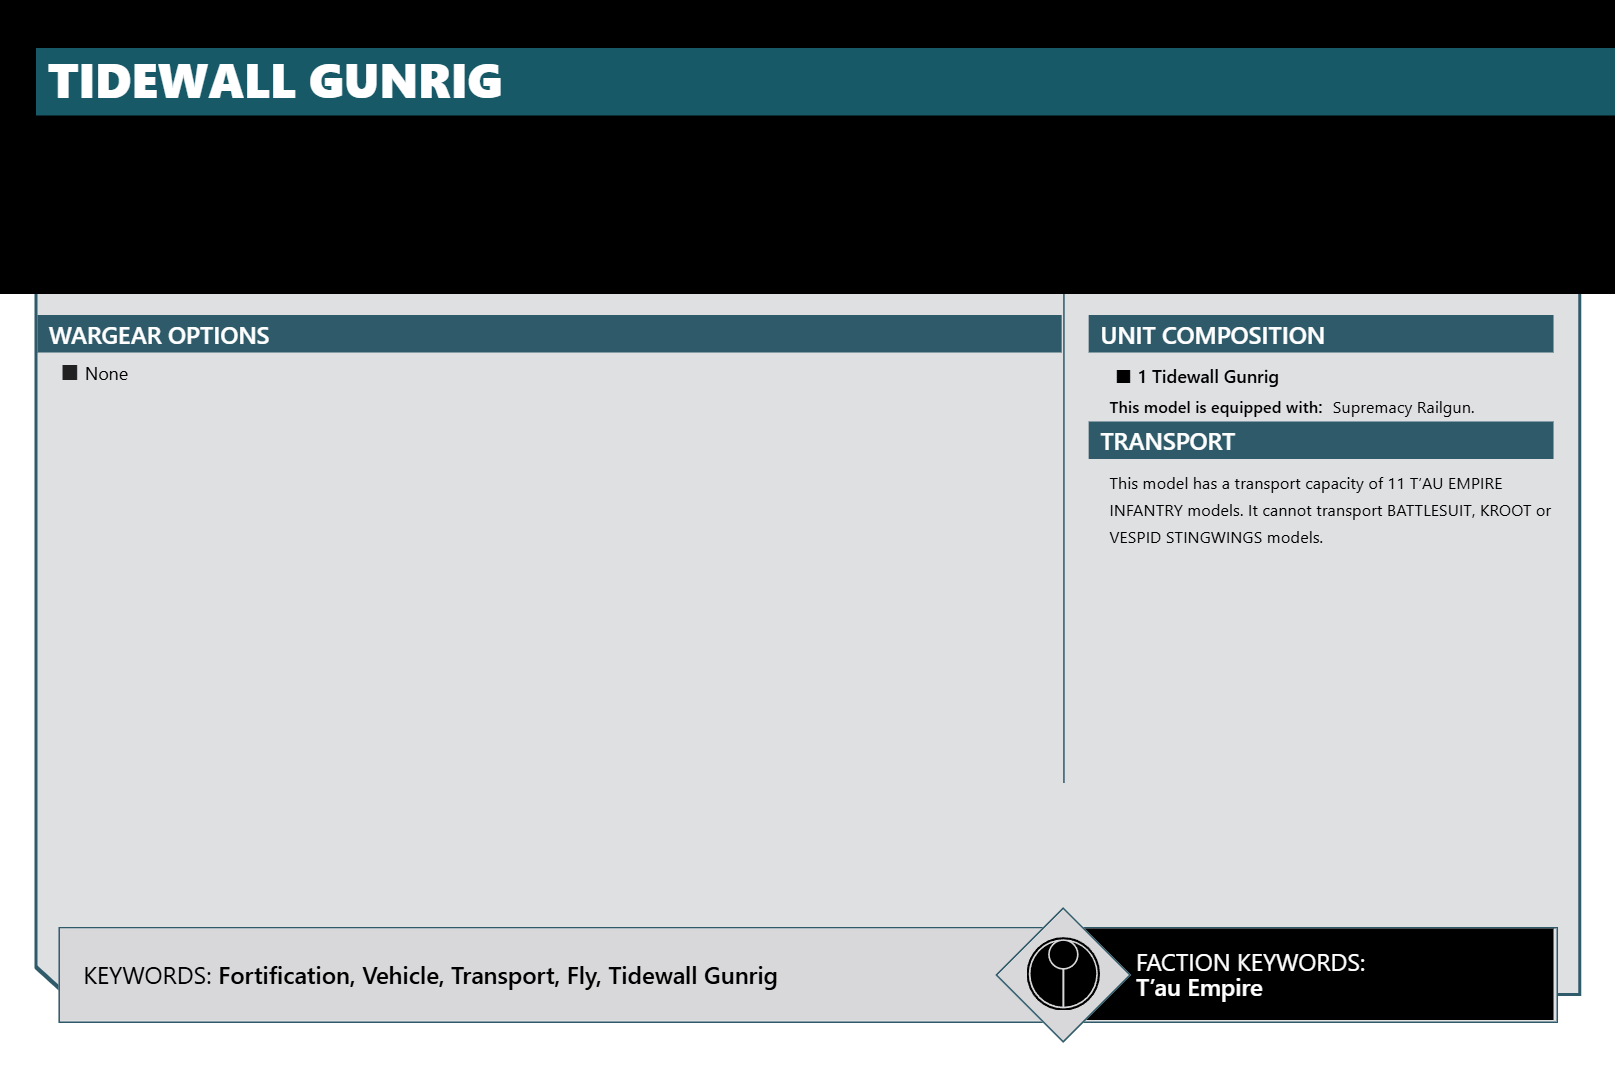 TIDEWALL GUNRIG
WARGEAR OPTIONS
■ None
UNIT COMPOSITION
■ 1 Tidewall Gunrig
This model is equipped with: Supremacy Railgun.
TRANSPORT
This model has a transport capacity of 11 T’AU EMPIRE
INFANTRY models. It cannot transport BATTLESUIT, KROOT or
VESPID STINGWINGS models.
KEYWORDS: Fortification, Vehicle, Transport, Fly, Tidewall Gunrig
FACTION KEYWORDS:
T’au Empire